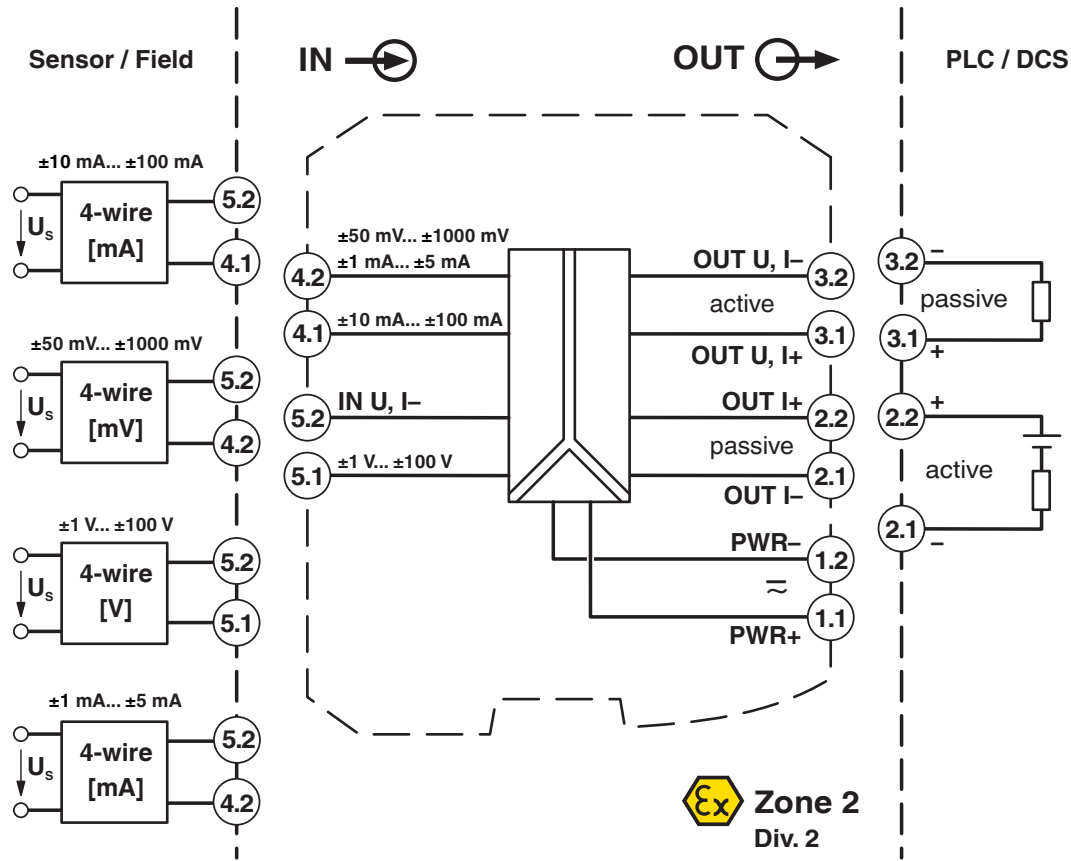 Sensor / Field
IN
OUT
PLC / DCS
±10 mA... ±100 mA
4-wire
[mA]
Us
5.2
4.1
±50 mV... ±1000 mV
4-wire
[mV]
Us
5.2
4.2
±1 V... ±100 V
4-wire
[V]
Us
5.2
5.1
±1 mA... ±5 mA
4-wire
[mA]
Us
5.2
4.2
±50 mV... ±1000 mV
4.2
±1 mA... ±5 mA
4.1
±10 mA... ±100 mA
5.2
IN U, I–
5.1
±1 V... ±100 V
OUT U, I–
3.2
active
3.1
OUT U, I+
OUT I+
2.2
passive
2.1
OUT I–
PWR–
1.2
1.1
PWR+
3.2 –
passive
3.1 +
2.2 +
active
2.1 –
Ex
Zone 2
Div. 2